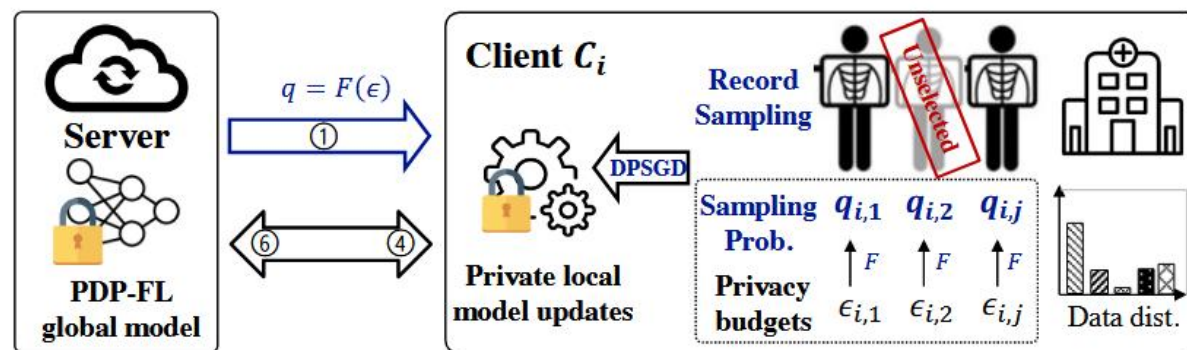 Server
PDP-FL
global model
q = F(ϵ)
①
⑥
④
Client C_i
Private local
model updates
DPSGD
Record
Sampling
Unselected
Sampling
Prob.
q_{i,1} q_{i,2} q_{i,j}
F F F
Privacy
budgets
ϵ_{i,1} ϵ_{i,2} ϵ_{i,j}
Data dist.